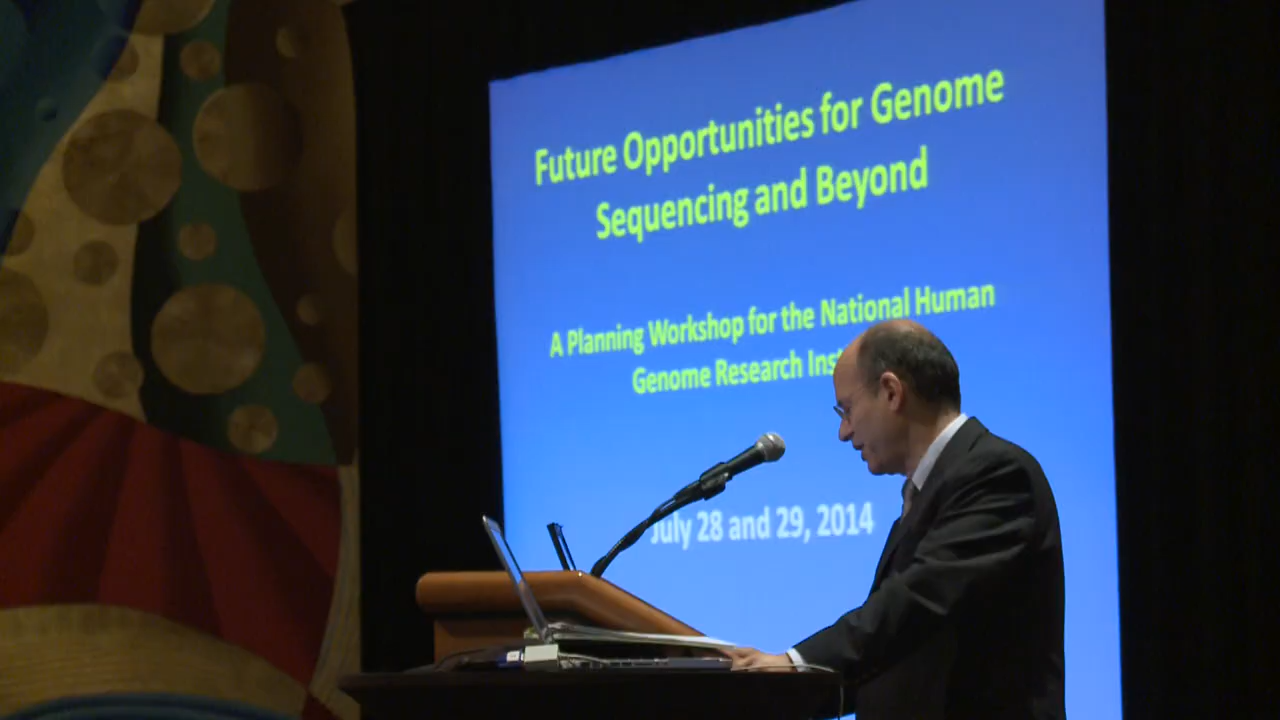 Future Opportunities for Genome
Sequencing and Beyond
A Planning Workshop for the National Human
Genome Research
July 28 and 29, 2014